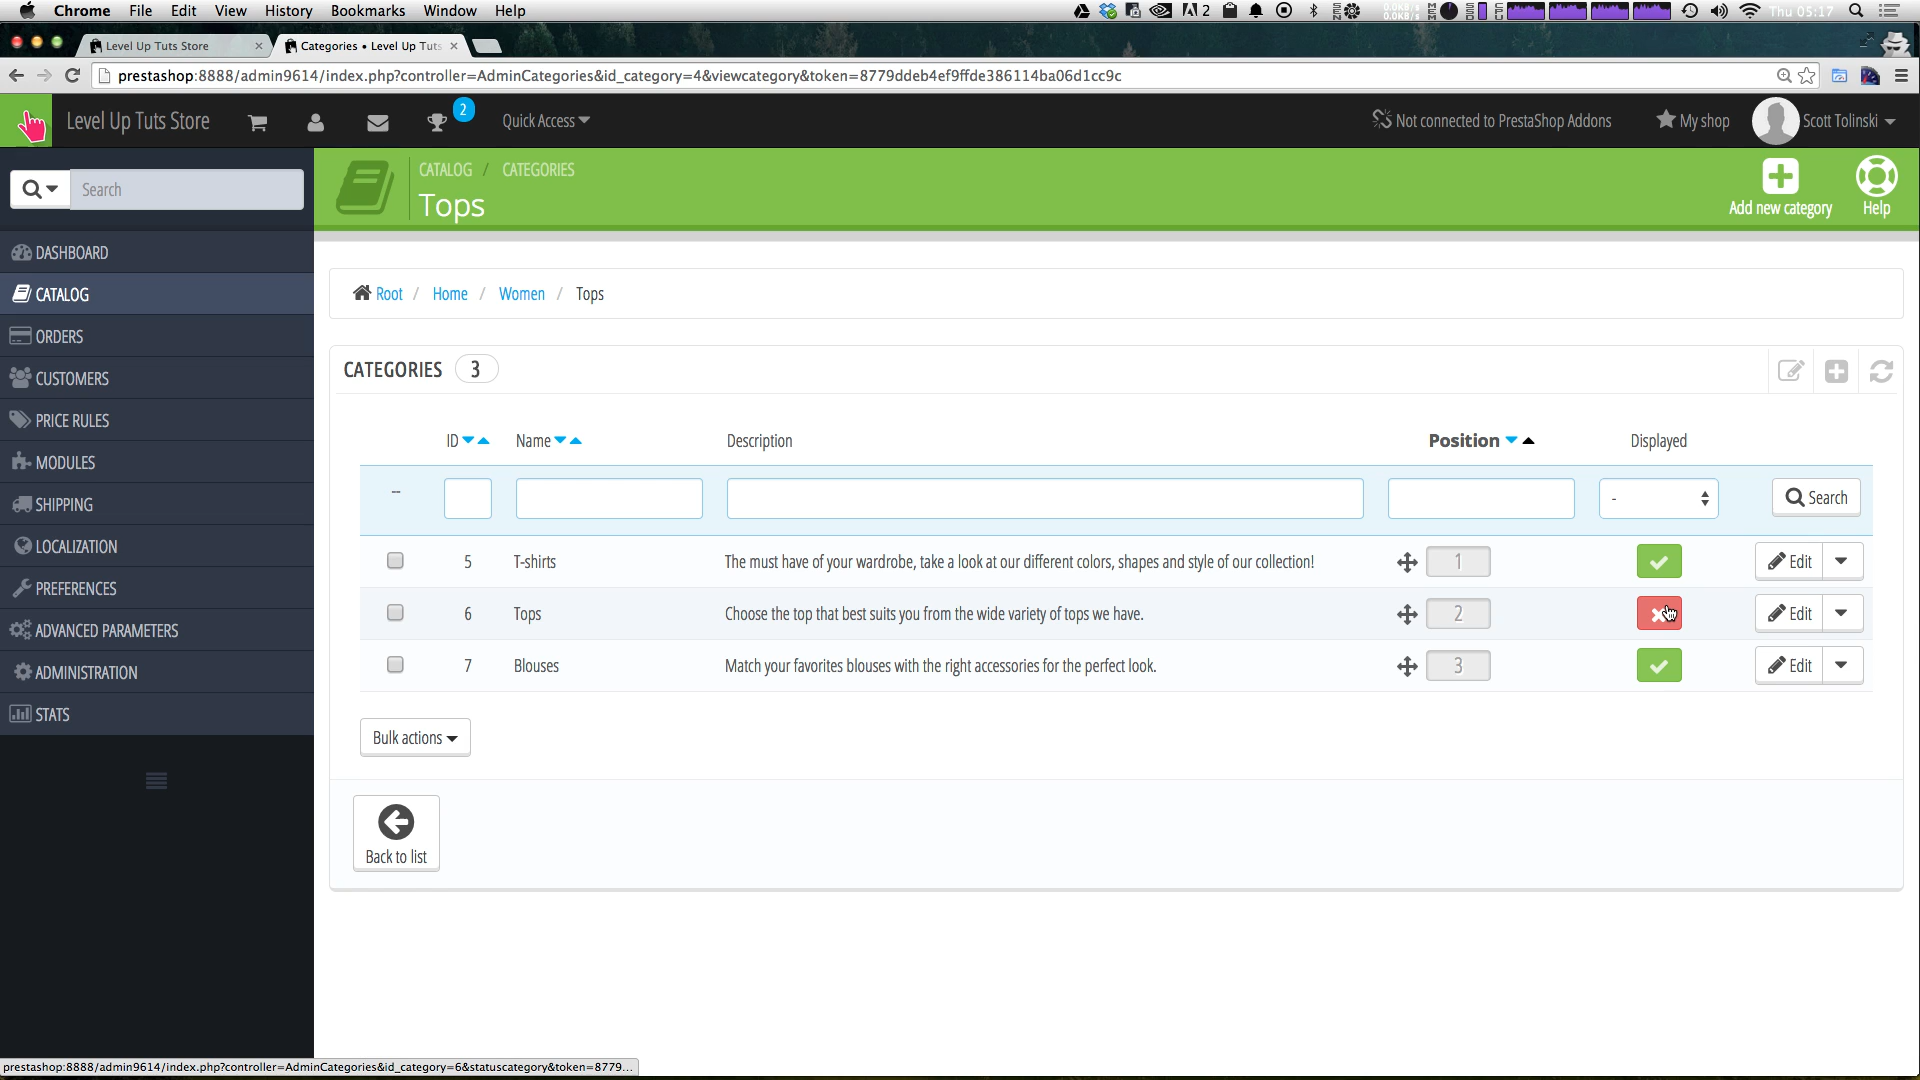 Chrome File Edit View History Bookmarks Window Help
2 Thu 05:17
Level Up Tuts Store
Categories • Level Up Tuts
prestashop:8888/admin9614/index.php?controller=AdminCategories&id_category=4&viewcategory&token=8779ddeb4ef9ffde386114ba06d1cc9c
Level Up Tuts Store
2
Quick Access
Not connected to PrestaShop Addons
My shop
Scott Tolinski
Search
DASHBOARD
CATALOG
ORDERS
CUSTOMERS
PRICE RULES
MODULES
SHIPPING
LOCALIZATION
PREFERENCES
ADVANCED PARAMETERS
ADMINISTRATION
STATS
CATALOG / CATEGORIES
Tops
Add new category
Help
Root / Home / Women / Tops
CATEGORIES 3
ID Name Description Position Displayed
-- - Search
5 T-shirts The must have of your wardrobe, take a look at our different colors, shapes and style of our collection! 1 Edit
6 Tops Choose the top that best suits you from the wide variety of tops we have. 2 Edit
7 Blouses Match your favorites blouses with the right accessories for the perfect look. 3 Edit
Bulk actions
Back to list
prestashop:8888/admin9614/index.php?controller=AdminCategories&id_category=6&statuscategory&token=8779...